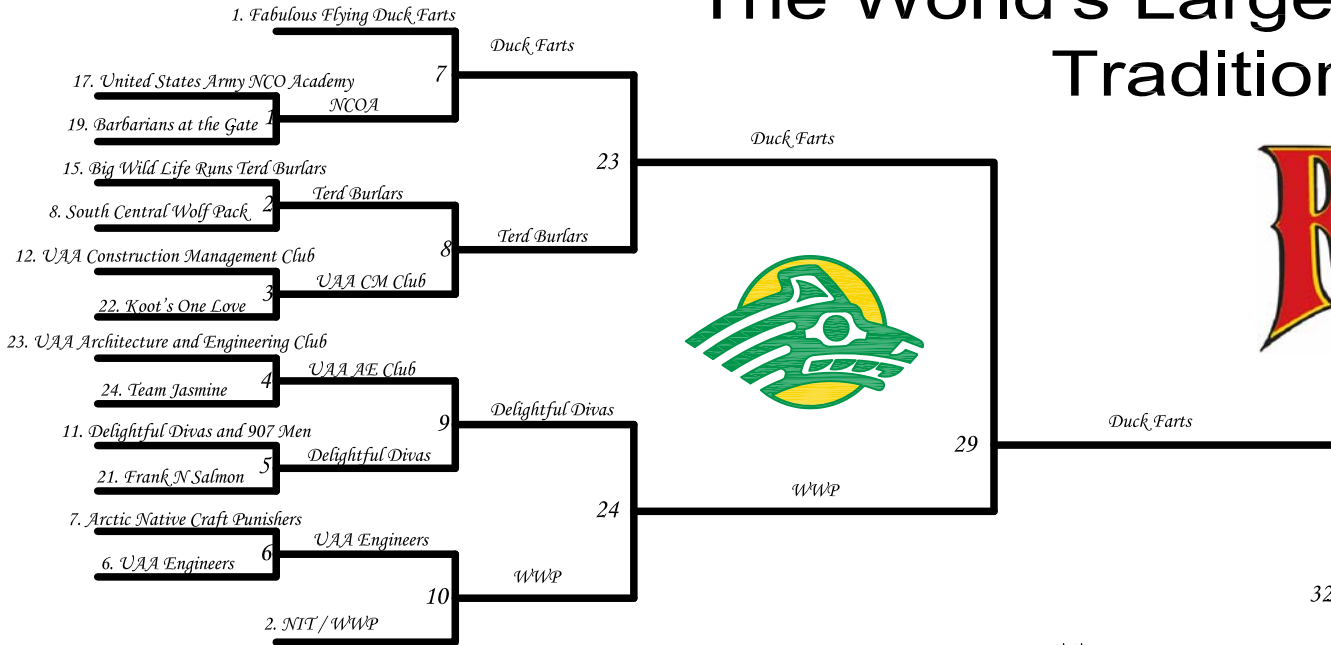 The World's Large
Tradition
1. Fabulous Flying Duck Farts
Duck Farts
7
17. United States Army NCO Academy
NCOA
1
19. Barbarians at the Gate
Duck Farts
23
15. Big Wild Life Runs Terd Burlars
Terd Burlars
2
8. South Central Wolf Pack
8
Terd Burlars
12. UAA Construction Management Club
UAA CM Club
3
22. Koot's One Love
23. UAA Architecture and Engineering Club
UAA AE Club
4
24. Team Jasmine
9
Delightful Divas
11. Delightful Divas and 907 Men
Delightful Divas
5
21. Frank N Salmon
Duck Farts
29
WWP
24
7. Arctic Native Craft Punishers
UAA Engineers
6
6. UAA Engineers
WWP
10
2. NIT / WWP
32